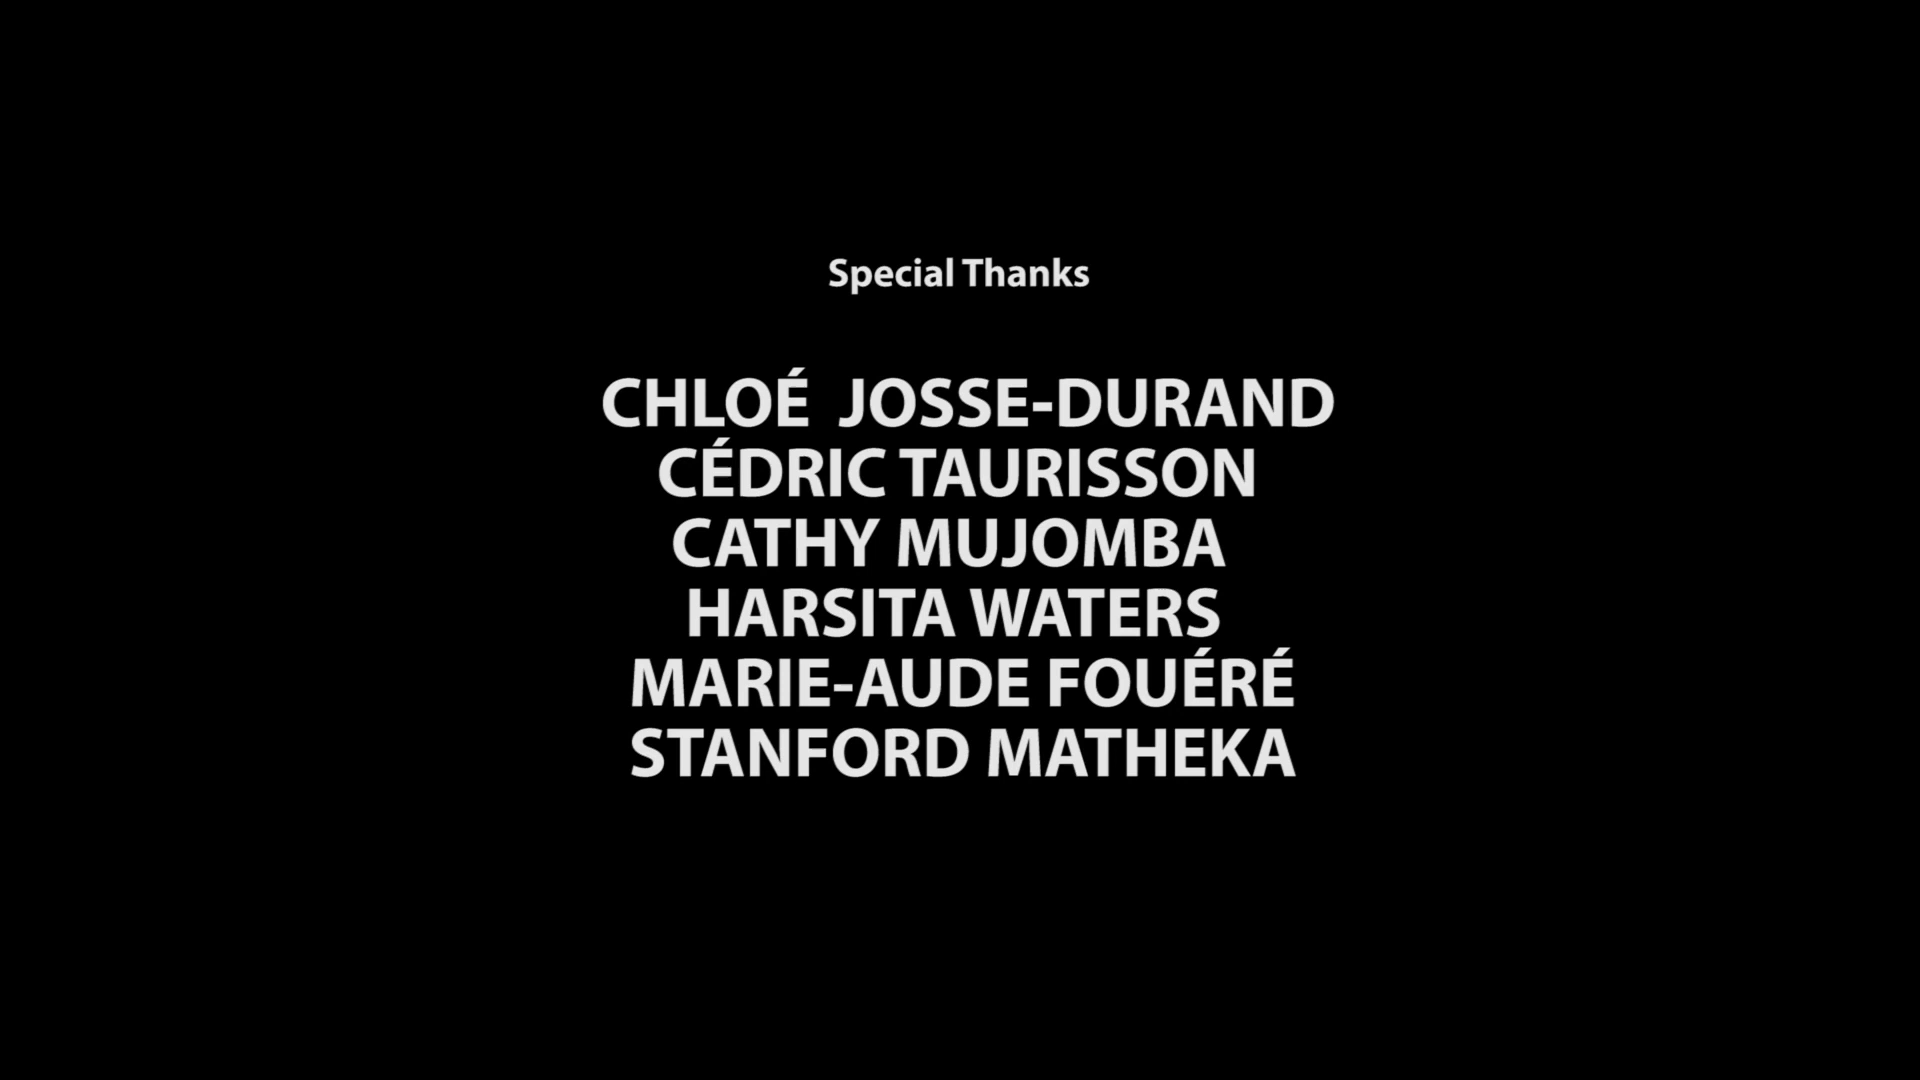 Special Thanks
CHLOÉ JOSSE-DURAND
CÉDRIC TAURISSON
CATHY MUJOMBA
HARSITA WATERS
MARIE-AUDE FOUÉRÉ
STANFORD MATHEKA